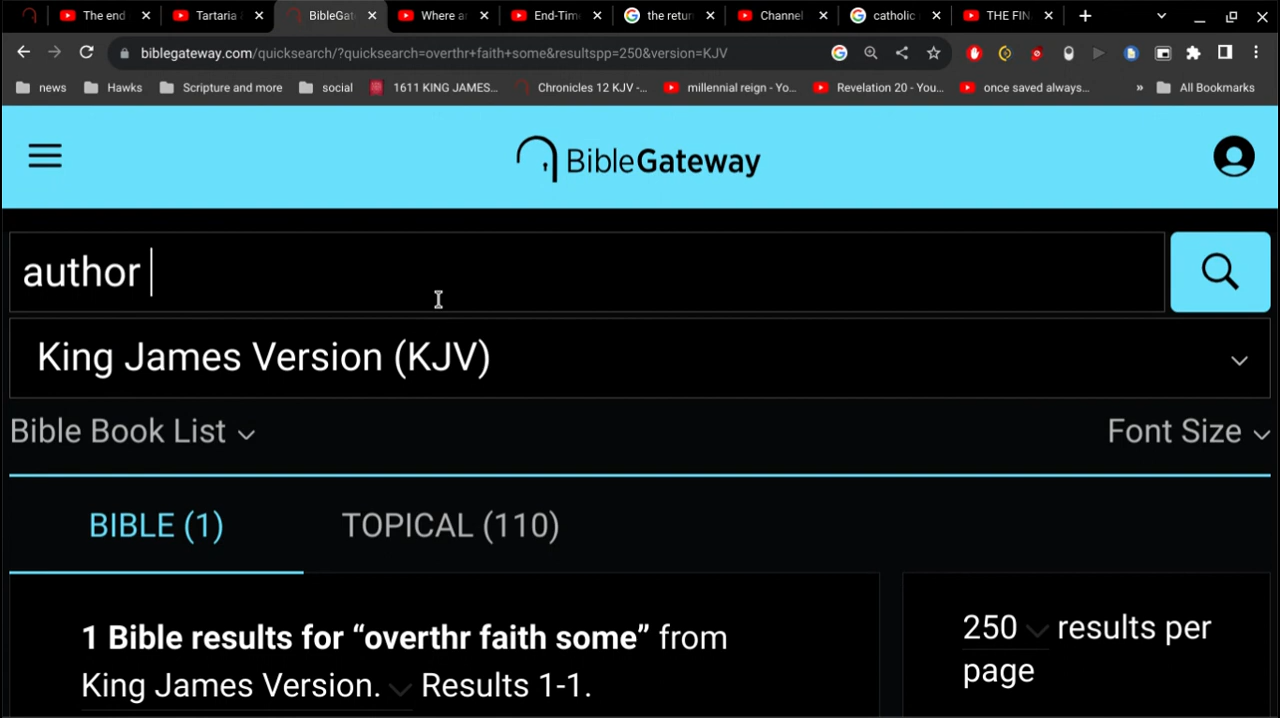 The end
Tartaria
BibleGat
Where a
End-Time
the retur
Channel
catholic
THE FIN
biblegateway.com/quicksearch/?quicksearch=overthr+faith+some&resultspp=250&version=KJV
news
Hawks
Scripture and more
social
1611 KING JAMES...
Chronicles 12 KJV -...
millennial reign - Yo...
Revelation 20 - You...
once saved always...
» All Bookmarks
BibleGateway
author
King James Version (KJV)
Bible Book List
Font Size
BIBLE (1)
TOPICAL (110)
1 Bible results for “overthr faith some” from
King James Version. Results 1-1.
250 results per
page